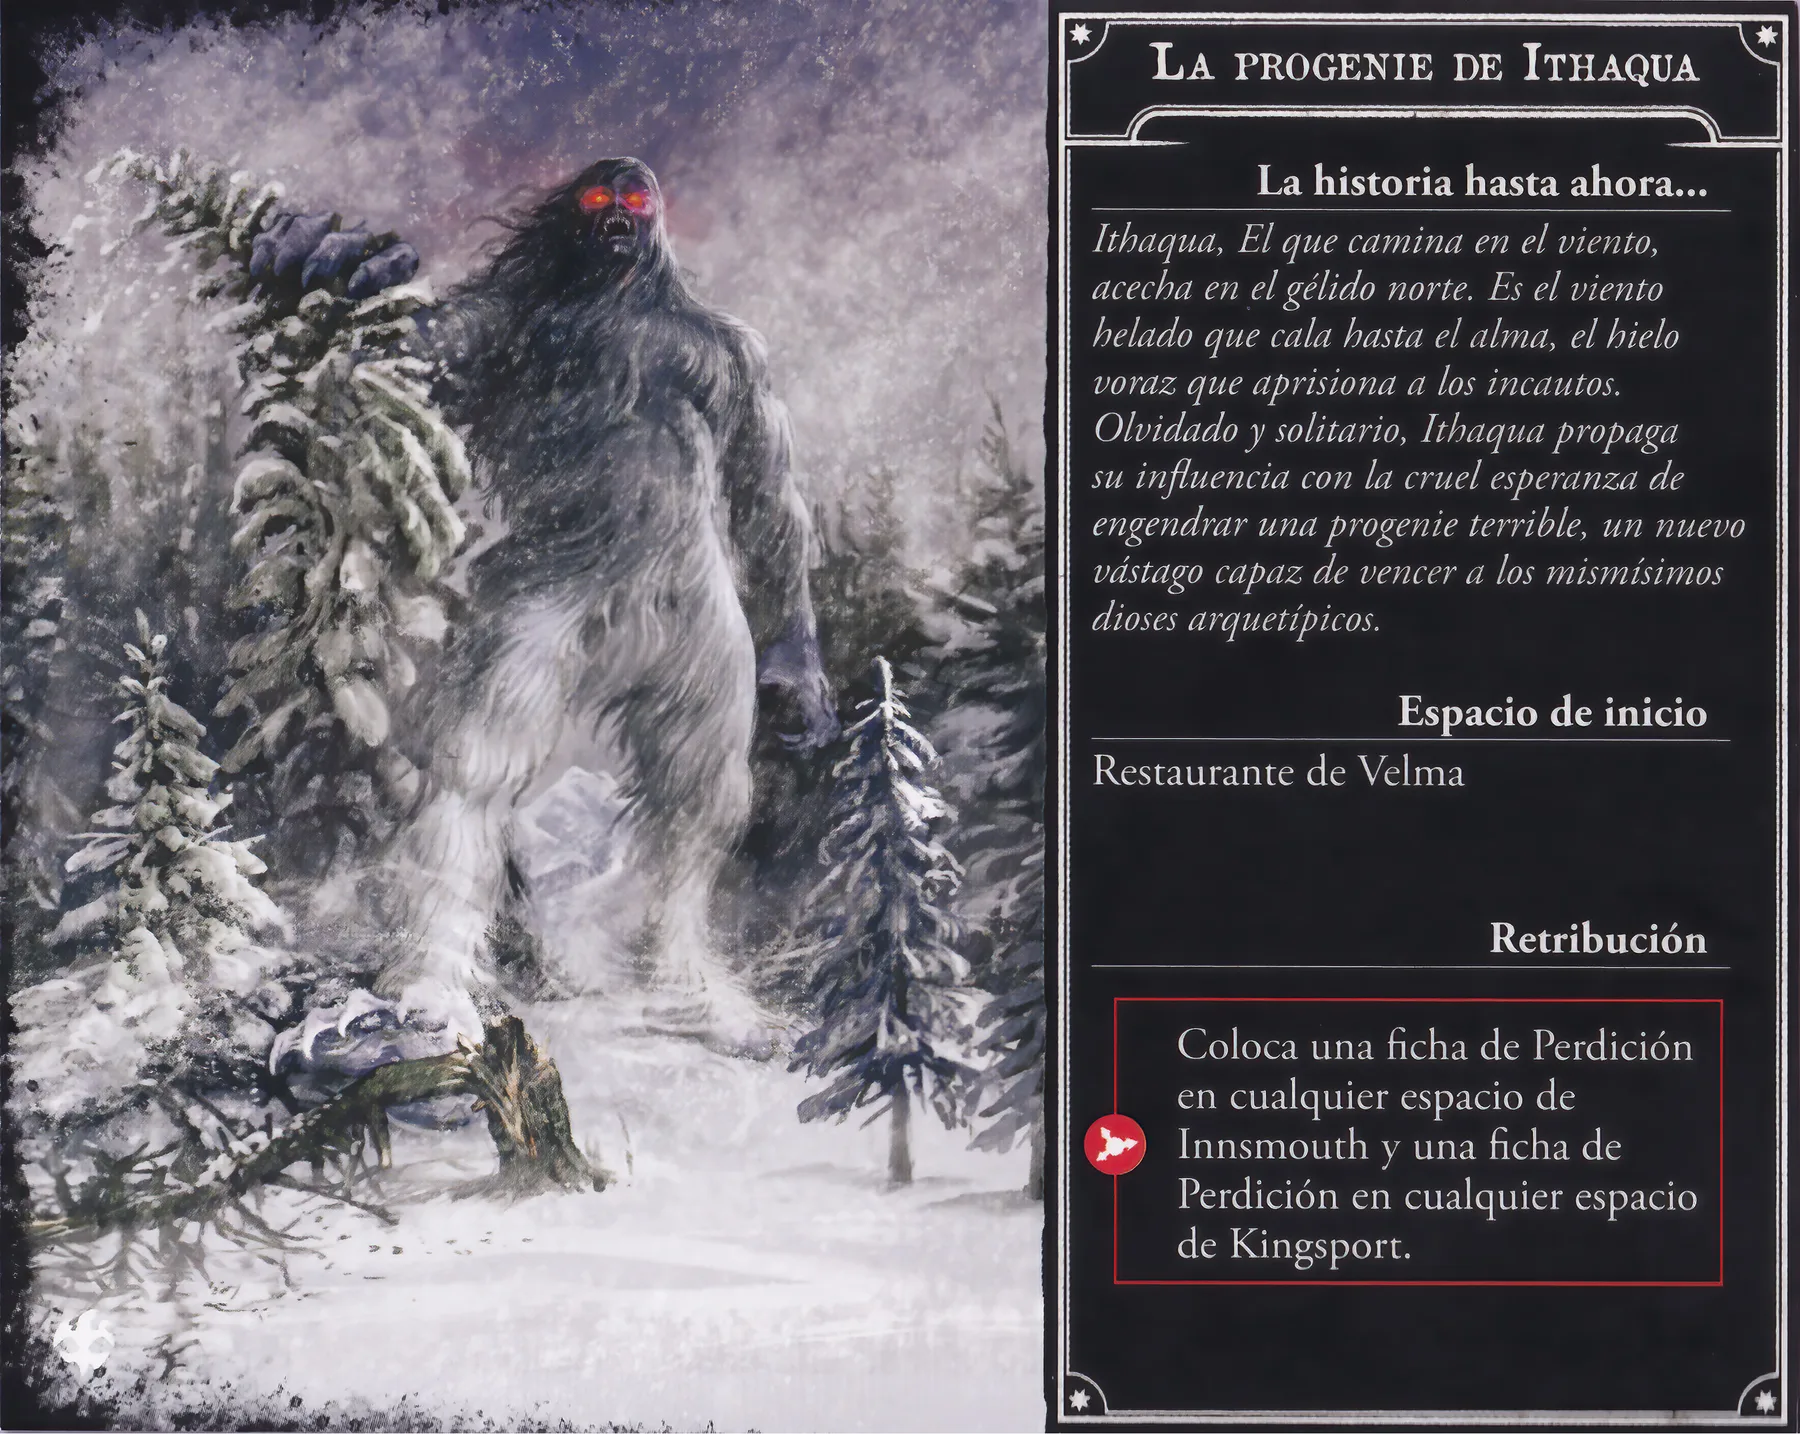 La progenie de Ithaqua
La historia hasta ahora...
Ithaqua, El que camina en el viento,
acecha en el gélido norte. Es el viento
helado que cala hasta el alma, el hielo
voraz que aprisiona a los incautos.
Olvidado y solitario, Ithaqua propaga
su influencia con la cruel esperanza de
engendrar una progenie terrible, un nuevo
vástago capaz de vencer a los mismísimos
dioses arquetípicos.
Espacio de inicio
Restaurante de Velma
Retribución
Coloca una ficha de Perdición
en cualquier espacio de
Innsmouth y una ficha de
Perdición en cualquier espacio
de Kingsport.